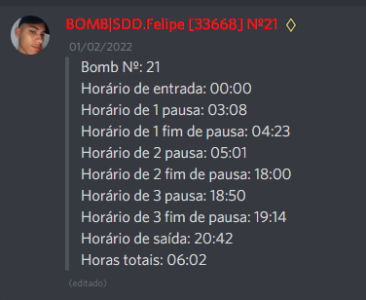 BOMB|SDD.Felipe [33668] Nº21
01/02/2022
Bomb Nº: 21
Horário de entrada: 00:00
Horário de 1 pausa: 03:08
Horário de 1 fim de pausa: 04:23
Horário de 2 pausa: 05:01
Horário de 2 fim de pausa: 18:00
Horário de 3 pausa: 18:50
Horário de 3 fim de pausa: 19:14
Horário de saída: 20:42
Horas totais: 06:02
(editado)